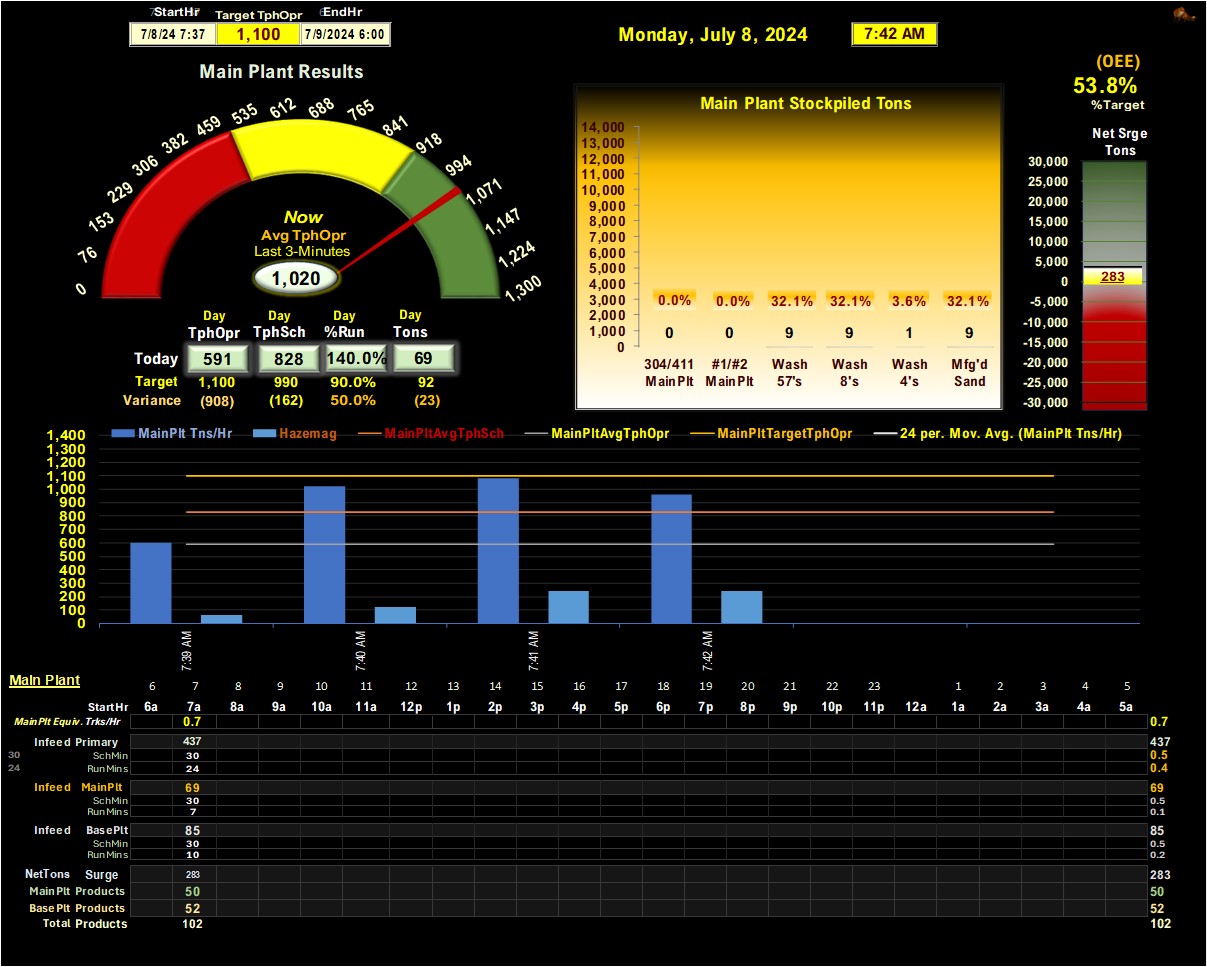 StartHr Target TphOpr EndHr
7/8/24 7:37 1,100 7/9/2024 6:00
Monday, July 8, 2024 7:42 AM
Main Plant Results
(OEE)
53.8%
%Target
Net Srge
Tons
30,000
25,000
20,000
15,000
10,000
5,000
0
-5,000
-10,000
-15,000
-20,000
-25,000
-30,000
283
0
76
153
229
306
382
459
535
612
688
765
841
918
994
1,071
1,147
1,224
1,300
Now
Avg TphOpr
Last 3-Minutes
1,020
Day Day Day Day
TphOpr TphSch %Run Tons
Today 591 828 140.0% 69
Target 1,100 990 90.0% 92
Variance (908) (162) 50.0% (23)
Main Plant Stockpiled Tons
14,000
13,000
12,000
11,000
10,000
9,000
8,000
7,000
6,000
5,000
4,000
3,000
2,000
1,000
0
0.0% 0.0% 32.1% 32.1% 3.6% 32.1%
0 0 9 9 1 9
304/411 #1/#2 Wash Wash Wash Mfg'd
MainPlt MainPlt 57's 8's 4's Sand
MainPlt Tns/Hr Hazemag MainPltAvgTphSch MainPltAvgTphOpr MainPltTargetTphOpr 24 per. Mov. Avg. (MainPlt Tns/Hr)
1,400
1,300
1,200
1,100
1,000
900
800
700
600
500
400
300
200
100
0
7:39 AM 7:40 AM 7:41 AM 7:42 AM
Main Plant
6 7 8 9 10 11 12 13 14 15 16 17 18 19 20 21 22 23 1 2 3 4 5
StartHr 6a 7a 8a 9a 10a 11a 12p 1p 2p 3p 4p 5p 6p 7p 8p 9p 10p 11p 12a 1a 2a 3a 4a 5a
MainPlt Equiv. Trks/Hr 0.7 0.7
Infeed Primary 437 437
30 SchMin 30 0.5
24 RunMins 24 0.4
Infeed MainPlt 69 69
SchMin 30 0.5
RunMins 7 0.1
Infeed BasePlt 85 85
SchMin 30 0.5
RunMins 10 0.2
NetTons Surge 283 283
MainPlt Products 50 50
BasePlt Products 52 52
Total Products 102 102